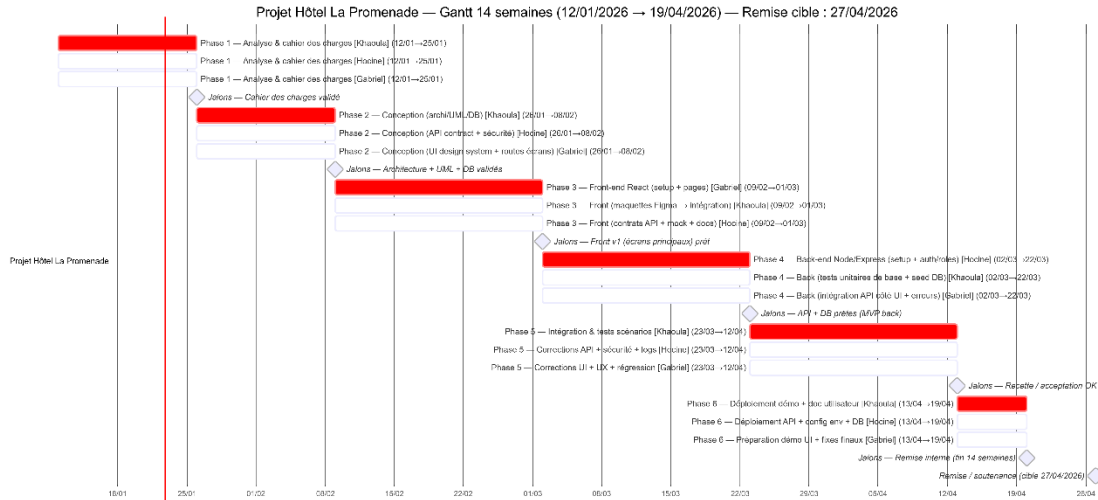 Projet Hôtel La Promenade — Gantt 14 semaines (12/01/2026 → 19/04/2026) — Remise cible : 27/04/2026
Phase 1 — Analyse & cahier des charges [Khaoula] (12/01→25/01)
Phase 1 — Analyse & cahier des charges [Hocine] (12/01→25/01)
Phase 1 — Analyse & cahier des charges [Gabriel] (12/01→25/01)
Jalons — Cahier des charges validé
Phase 2 — Conception (archi/UML/DB) [Khaoula] (26/01→08/02)
Phase 2 — Conception (API contract + sécurité) [Hocine] (26/01→08/02)
Phase 2 — Conception (UI design system + routes écrans) [Gabriel] (26/01→08/02)
Jalons — Architecture + UML + DB validés
Phase 3 — Front-end React (setup + pages) [Gabriel] (09/02→01/03)
Phase 3 — Front (maquettes Figma → intégration) [Khaoula] (09/02→01/03)
Phase 3 — Front (contrats API + mock + docs) [Hocine] (09/02→01/03)
Jalons — Front v1 (écrans principaux) prêt
Projet Hôtel La Promenade
Phase 4 — Back-end Node/Express (setup + auth/roles) [Hocine] (02/03→22/03)
Phase 4 — Back (tests unitaires de base + seed DB) [Khaoula] (02/03→22/03)
Phase 4 — Back (intégration API côté UI + erreurs) [Gabriel] (02/03→22/03)
Jalons — API + DB prêtes (MVP back)
Phase 5 — Intégration & tests scénarios [Khaoula] (23/03→12/04)
Phase 5 — Corrections API + sécurité + logs [Hocine] (23/03→12/04)
Phase 5 — Corrections UI + UX + régression [Gabriel] (23/03→12/04)
Jalons — Recette / acceptation OK
Phase 6 — Déploiement démo + doc utilisateur [Khaoula] (13/04→19/04)
Phase 6 — Déploiement API + config env + DB [Hocine] (13/04→19/04)
Phase 6 — Préparation démo UI + fixes finaux [Gabriel] (13/04→19/04)
Jalons — Remise interne (fin 14 semaines)
Remise / soutenance (cible 27/04/2026)
18/01 25/01 01/02 08/02 15/02 22/02 01/03 08/03 15/03 22/03 29/03 05/04 12/04 19/04 26/04